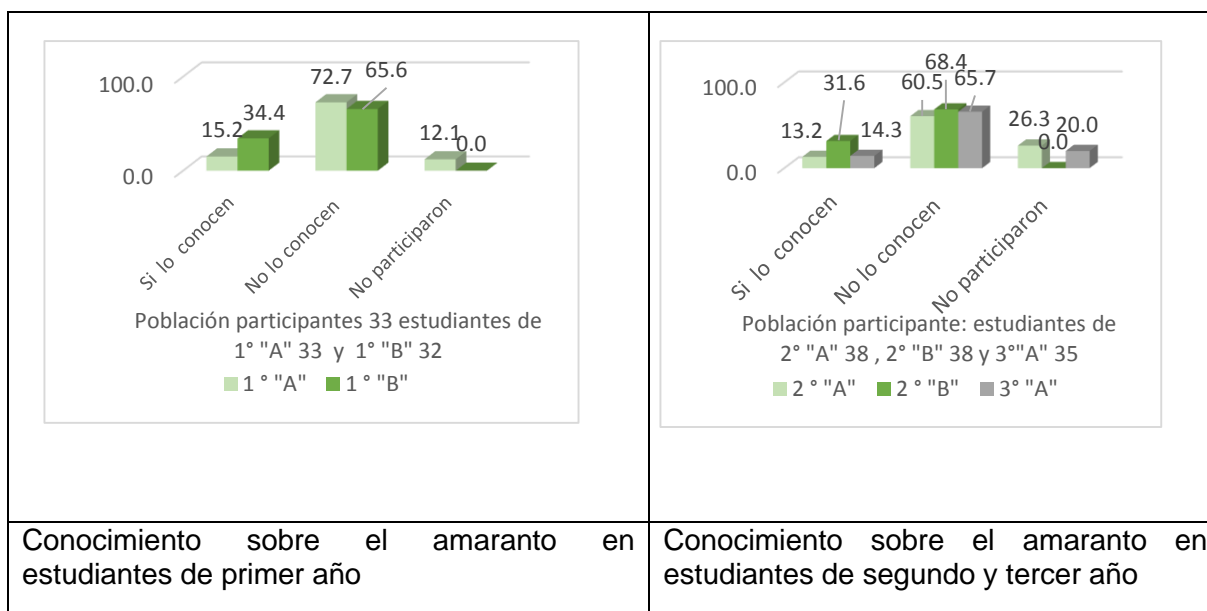 100.0
0.0
15.2
34.4
72.7
65.6
12.1
0.0
Si lo conocen
No lo conocen
No participaron
Población participantes 33 estudiantes de
1° "A" 33 y 1° "B" 32
1 ° "A" 1 ° "B"
100.0
0.0
13.2
31.6
14.3
60.5
68.4
65.7
26.3
0.0
20.0
Si lo conocen
No lo conocen
No participaron
Población participante: estudiantes de
2° "A" 38 , 2° "B" 38 y 3°"A" 35
2 ° "A" 2 ° "B" 3° "A"
Conocimiento sobre el amaranto en
estudiantes de primer año
Conocimiento sobre el amaranto en
estudiantes de segundo y tercer año